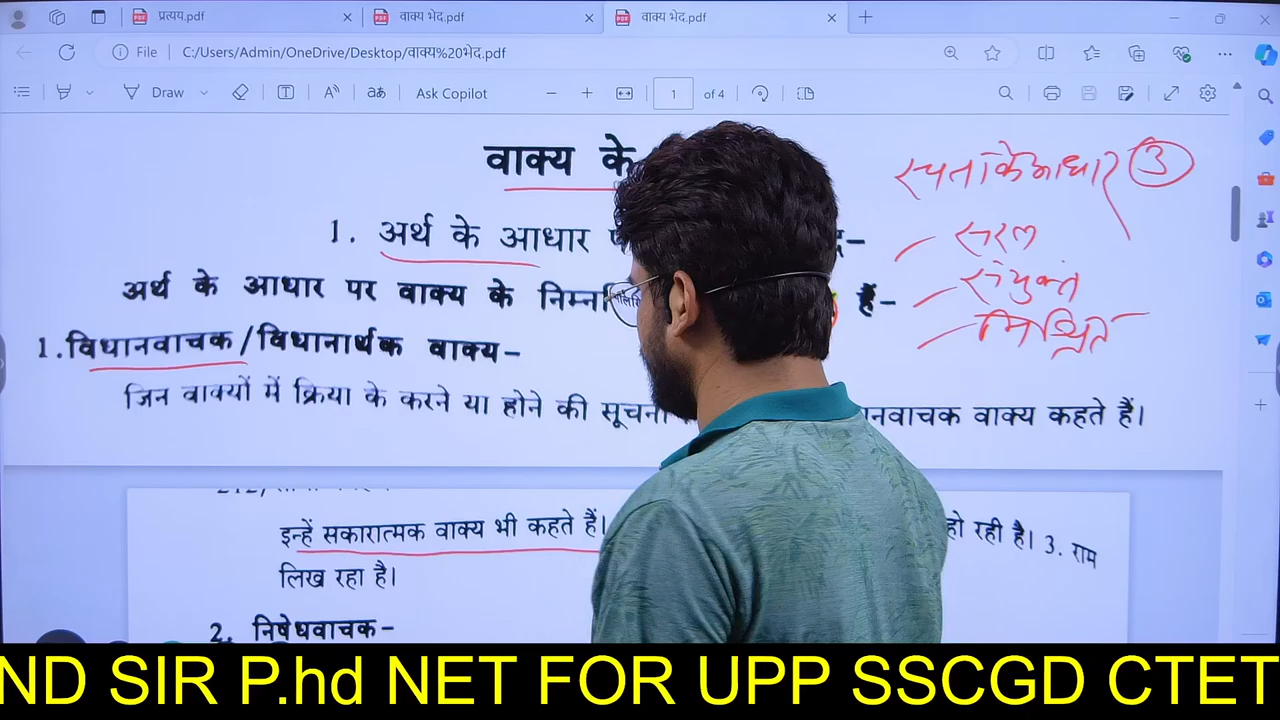 प्रत्यय.pdf
वाक्य भेद.pdf
वाक्य भेद.pdf
File C:/Users/Admin/OneDrive/Desktop/वाक्य%20भेद.pdf
Draw
Ask Copilot
1 of 4
वाक्य के
रचना के आधार 3
1. अर्थ के आधार
सरल
अर्थ के आधार पर वाक्य के हैं–
संयुक्त
मिश्रित
1.विधानवाचक/विधानार्थक वाक्य–
जिन वाक्यों में क्रिया के करने या होने की सूचना वाक्य कहते हैं।
इन्हें सकारात्मक वाक्य भी कहते हैं। हो रही है। 3. राम
लिख रहा है।
2. निषेधवाचक–
ND SIR P.hd NET FOR UPP SSCGD CTET